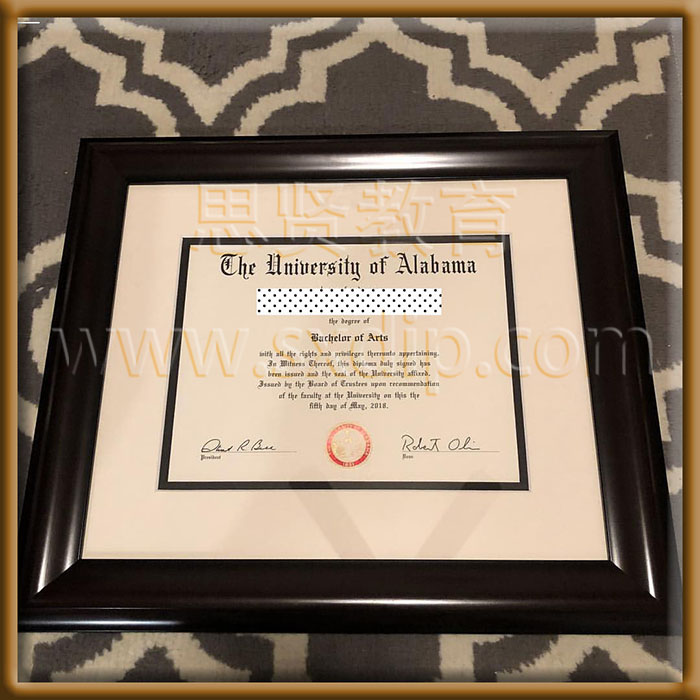 思贤教育
The University of Alabama
the degree of
Bachelor of Arts
with all the rights and privileges thereunto appertaining.
In Witness Thereof, this diploma duly signed has
been issued and the seal of the University affixed.
Issued by the Board of Trustees upon recommendation
of the faculty at the University on this the
fifth day of May, 2018.
President
Dean